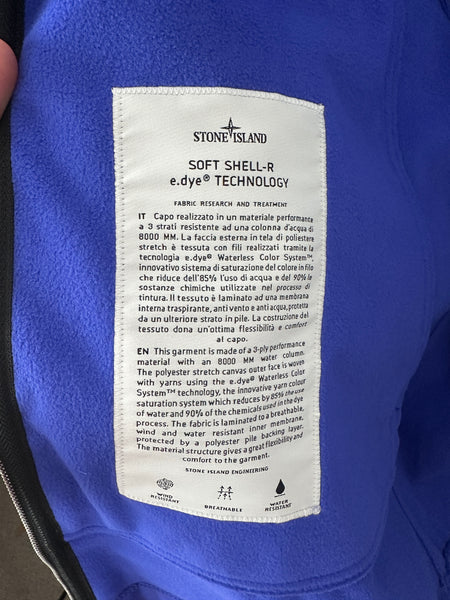 STONE ISLAND
SOFT SHELL-R
e.dye® TECHNOLOGY
FABRIC RESEARCH AND TREATMENT
IT Capo realizzato in un materiale performance
a 3 strati resistente ad una colonna d'acqua di
8000 MM. La faccia esterna in tela di poliestere
stretch è tessuta con fili realizzati tramite la
tecnologia e.dye® Waterless Color System™,
innovativo sistema di saturazione del colore in filo
che riduce dell'85% l'uso di acqua e del 90% le
sostanze chimiche utilizzate nel processo di
tintura. Il tessuto è laminato ad una membrana
interna traspirante, anti vento e anti acqua, protetta
da un ulteriore strato in pile. La costruzione del
tessuto dona un'ottima flessibilità e comfort
al capo.
EN This garment is made of a 3-ply performance
material with an 8000 MM water column.
The polyester stretch canvas outer face is woven
with yarns using the e.dye® Waterless Color
System™ technology, the innovative yarn colour
saturation system which reduces by 85% the use
of water and 90% of the chemicals used in the dye
process. The fabric is laminated to a breathable,
wind and water resistant inner membrane,
protected by a polyester pile backing layer.
The material structure gives a great flexibility and
comfort to the garment.
STONE ISLAND ENGINEERING
WIND
RESISTANT
BREATHABLE
WATER
RESISTANT